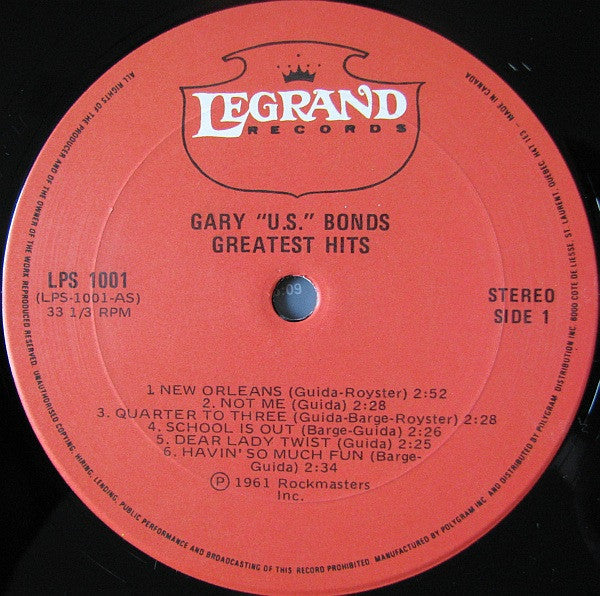 LEGRAND
RECORDS
GARY "U.S." BONDS
GREATEST HITS
LPS 1001
(LPS-1001-AS)
33 1/3 RPM
:09
STEREO
SIDE 1
1 NEW ORLEANS (Guida-Royster) 2:52
2. NOT ME (Guida) 2:28
3. QUARTER TO THREE (Guida-Barge-Royster) 2:28
4. SCHOOL IS OUT (Barge-Guida) 2:26
5. DEAR LADY TWIST (Guida) 2:25
6. HAVIN' SO MUCH FUN (Barge-
Guida) 2:34
Ⓟ 1961 Rockmasters
Inc.
ALL RIGHTS OF THE PRODUCER AND OF THE OWNER OF THE WORK REPRODUCED RESERVED. UNAUTHORISED COPYING, HIRING, LENDING, PUBLIC PERFORMANCE AND BROADCASTING OF THIS RECORD PROHIBITED. MANUFACTURED BY POLYGRAM INC. AND DISTRIBUTED BY POLYGRAM DISTRIBUTION INC. 6000 COTE DE LIESSE, ST. LAURENT, QUEBEC H4T 1E3 - MADE IN CANADA